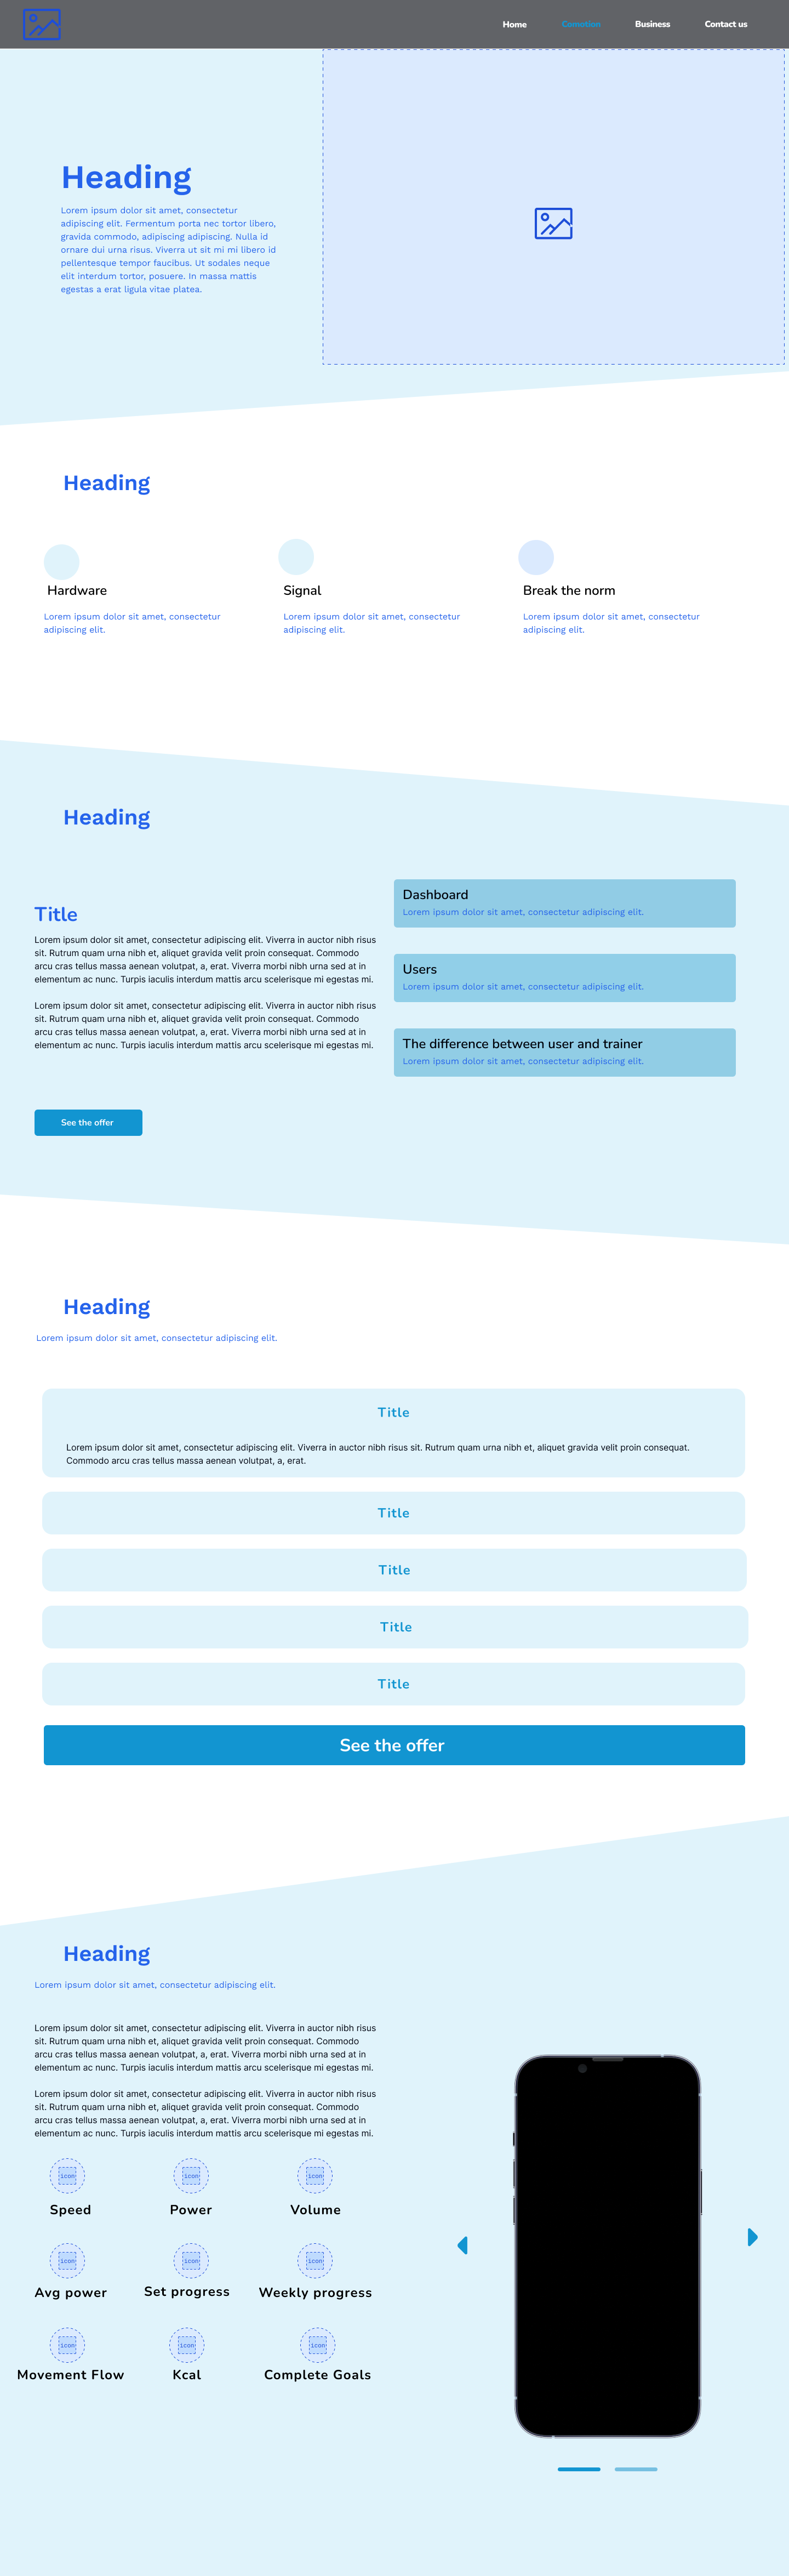 Home Comotion Business Contact us
Heading
Lorem ipsum dolor sit amet, consectetur
adipiscing elit. Fermentum porta nec tortor libero,
gravida commodo, adipiscing adipiscing. Nulla id
ornare dui urna risus. Viverra ut sit mi mi libero id
pellentesque tempor faucibus. Ut sodales neque
elit interdum tortor, posuere. In massa mattis
egestas a erat ligula vitae platea.
Heading
Hardware
Lorem ipsum dolor sit amet, consectetur
adipiscing elit.
Signal
Lorem ipsum dolor sit amet, consectetur
adipiscing elit.
Break the norm
Lorem ipsum dolor sit amet, consectetur
adipiscing elit.
Heading
Title
Lorem ipsum dolor sit amet, consectetur adipiscing elit. Viverra in auctor nibh risus
sit. Rutrum quam urna nibh et, aliquet gravida velit proin consequat. Commodo
arcu cras tellus massa aenean volutpat, a, erat. Viverra morbi nibh urna sed at in
elementum ac nunc. Turpis iaculis interdum mattis arcu scelerisque mi egestas mi.
Lorem ipsum dolor sit amet, consectetur adipiscing elit. Viverra in auctor nibh risus
sit. Rutrum quam urna nibh et, aliquet gravida velit proin consequat. Commodo
arcu cras tellus massa aenean volutpat, a, erat. Viverra morbi nibh urna sed at in
elementum ac nunc. Turpis iaculis interdum mattis arcu scelerisque mi egestas mi.
See the offer
Dashboard
Lorem ipsum dolor sit amet, consectetur adipiscing elit.
Users
Lorem ipsum dolor sit amet, consectetur adipiscing elit.
The difference between user and trainer
Lorem ipsum dolor sit amet, consectetur adipiscing elit.
Heading
Lorem ipsum dolor sit amet, consectetur adipiscing elit.
Title
Lorem ipsum dolor sit amet, consectetur adipiscing elit. Viverra in auctor nibh risus sit. Rutrum quam urna nibh et, aliquet gravida velit proin consequat.
Commodo arcu cras tellus massa aenean volutpat, a, erat.
Title
Title
Title
Title
See the offer
Heading
Lorem ipsum dolor sit amet, consectetur adipiscing elit.
Lorem ipsum dolor sit amet, consectetur adipiscing elit. Viverra in auctor nibh risus
sit. Rutrum quam urna nibh et, aliquet gravida velit proin consequat. Commodo
arcu cras tellus massa aenean volutpat, a, erat. Viverra morbi nibh urna sed at in
elementum ac nunc. Turpis iaculis interdum mattis arcu scelerisque mi egestas mi.
Lorem ipsum dolor sit amet, consectetur adipiscing elit. Viverra in auctor nibh risus
sit. Rutrum quam urna nibh et, aliquet gravida velit proin consequat. Commodo
arcu cras tellus massa aenean volutpat, a, erat. Viverra morbi nibh urna sed at in
elementum ac nunc. Turpis iaculis interdum mattis arcu scelerisque mi egestas mi.
icon icon icon
Speed Power Volume
icon icon icon
Avg power Set progress Weekly progress
icon icon icon
Movement Flow Kcal Complete Goals